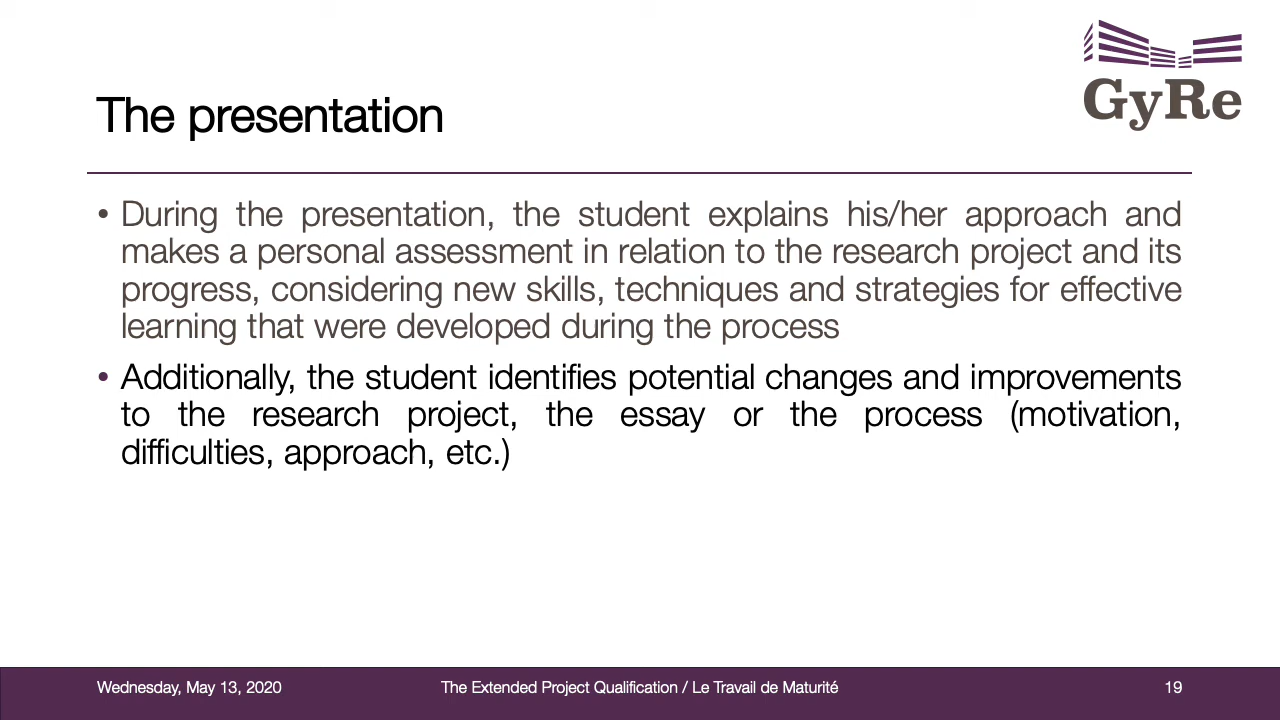 GyRe
The presentation
• During the presentation, the student explains his/her approach and
makes a personal assessment in relation to the research project and its
progress, considering new skills, techniques and strategies for effective
learning that were developed during the process
• Additionally, the student identifies potential changes and improvements
to the research project, the essay or the process (motivation,
difficulties, approach, etc.)
Wednesday, May 13, 2020
The Extended Project Qualification / Le Travail de Maturité
19